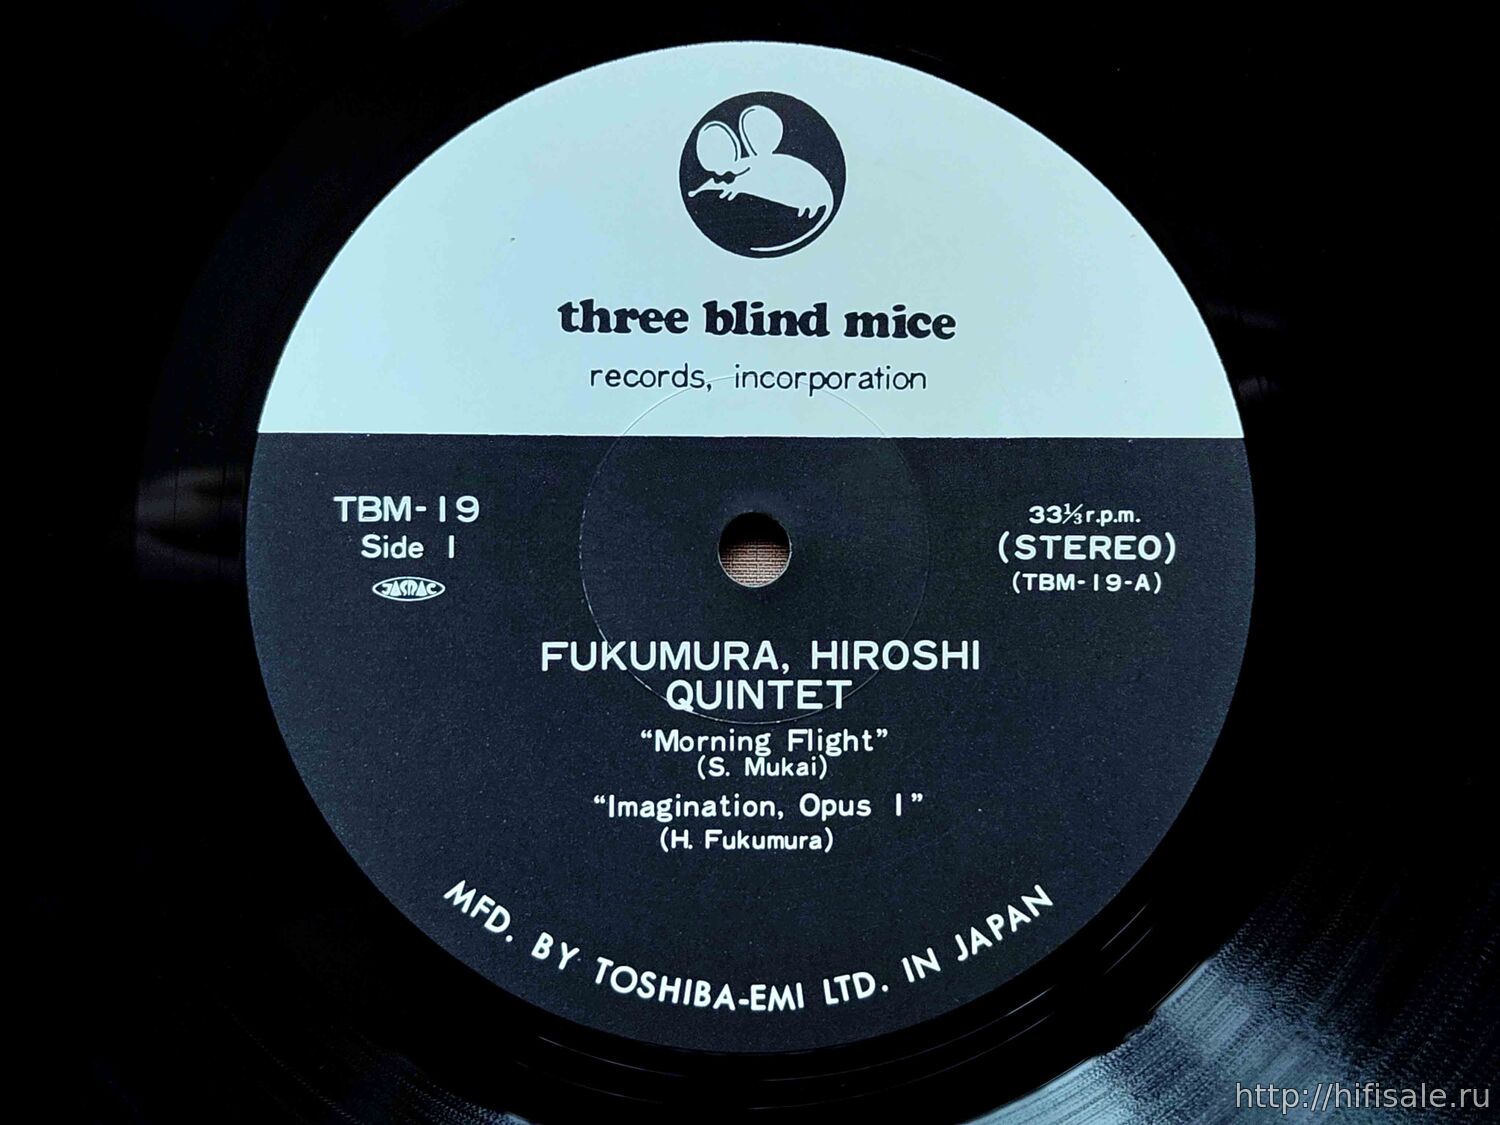 three blind mice
records, incorporation
TBM-19
Side 1
JASRAC
33⅓ r.p.m.
(STEREO)
(TBM-19-A)
FUKUMURA, HIROSHI
QUINTET
“Morning Flight”
(S. Mukai)
“Imagination, Opus 1”
(H. Fukumura)
MFD. BY TOSHIBA-EMI LTD. IN JAPAN
http://hifisale.ru